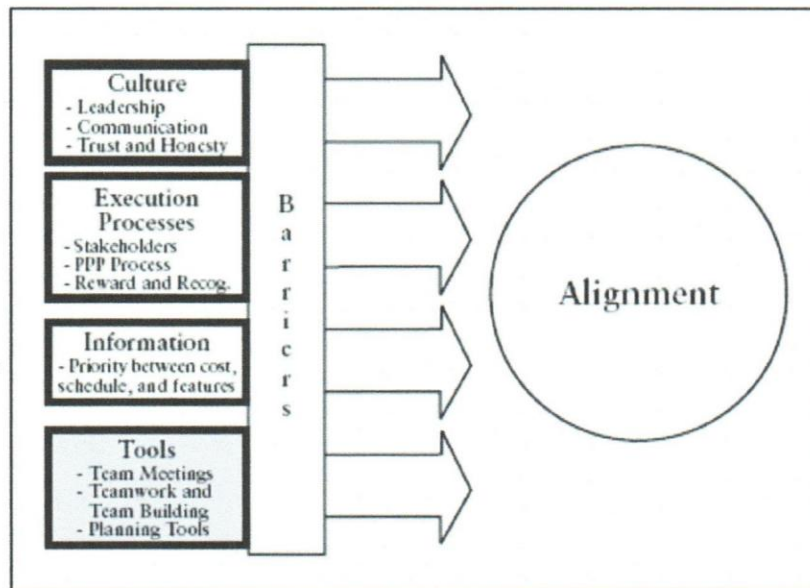 Culture
- Leadership
- Communication
- Trust and Honesty
Execution
Processes
- Stakeholders
- PPP Process
- Reward and Recog.
Information
- Priority between cost,
schedule, and features
Tools
- Team Meetings
- Teamwork and
Team Building
- Planning Tools
Barriers
Alignment